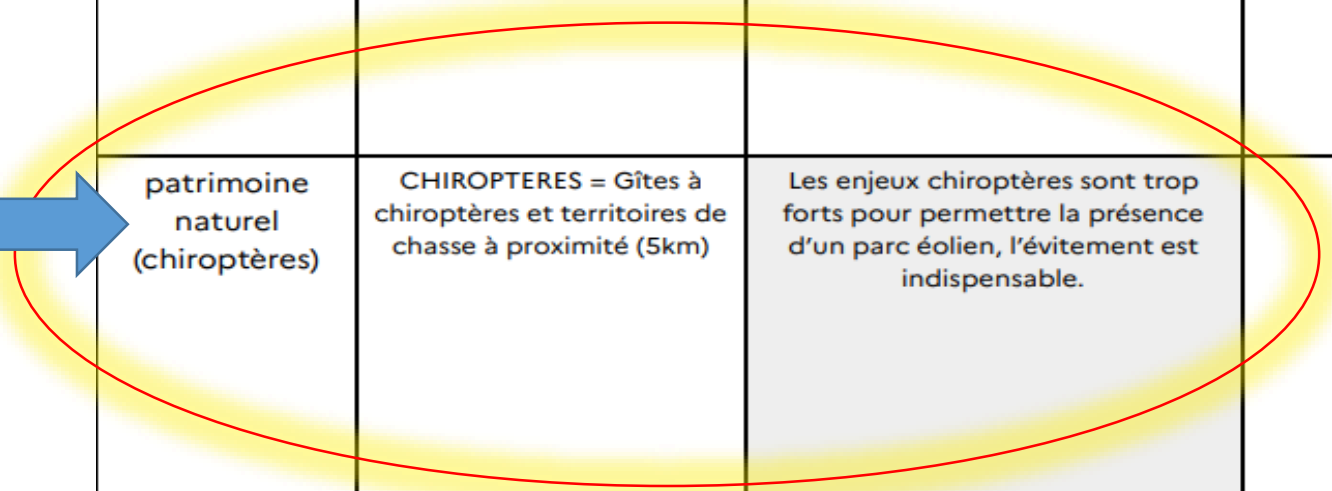 patrimoine
naturel
(chiroptères)
CHIROPTERES = Gîtes à
chiroptères et territoires de
chasse à proximité (5km)
Les enjeux chiroptères sont trop
forts pour permettre la présence
d'un parc éolien, l'évitement est
indispensable.